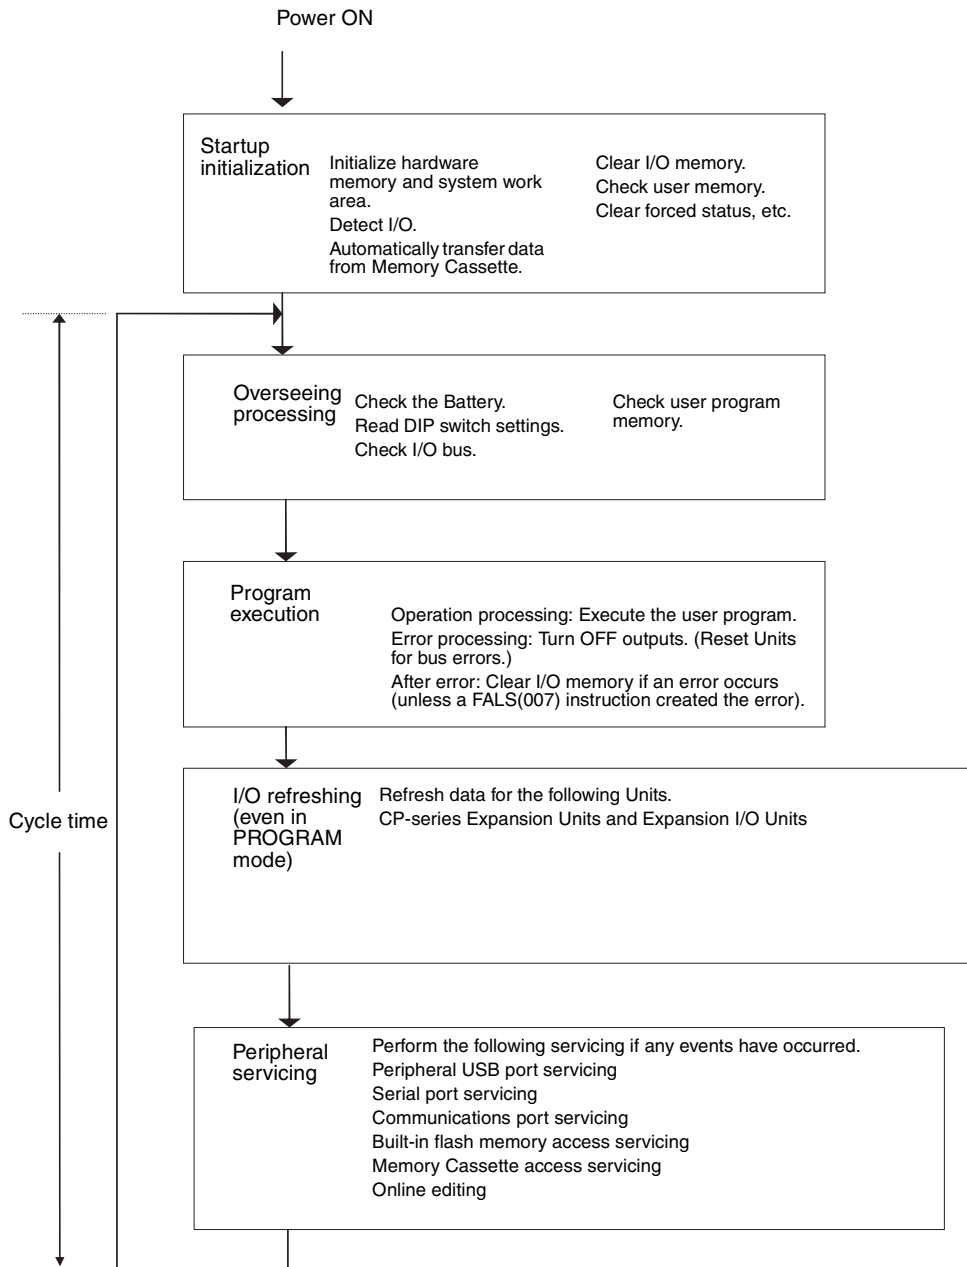 Power ON
Startup
initialization
Initialize hardware
memory and system work
area.
Detect I/O.
Automatically transfer data
from Memory Cassette.
Clear I/O memory.
Check user memory.
Clear forced status, etc.
Overseeing
processing
Check the Battery.
Read DIP switch settings.
Check I/O bus.
Check user program
memory.
Program
execution
Operation processing: Execute the user program.
Error processing: Turn OFF outputs. (Reset Units
for bus errors.)
After error: Clear I/O memory if an error occurs
(unless a FALS(007) instruction created the error).
Cycle time
I/O refreshing
(even in
PROGRAM
mode)
Refresh data for the following Units.
CP-series Expansion Units and Expansion I/O Units
Peripheral
servicing
Perform the following servicing if any events have occurred.
Peripheral USB port servicing
Serial port servicing
Communications port servicing
Built-in flash memory access servicing
Memory Cassette access servicing
Online editing